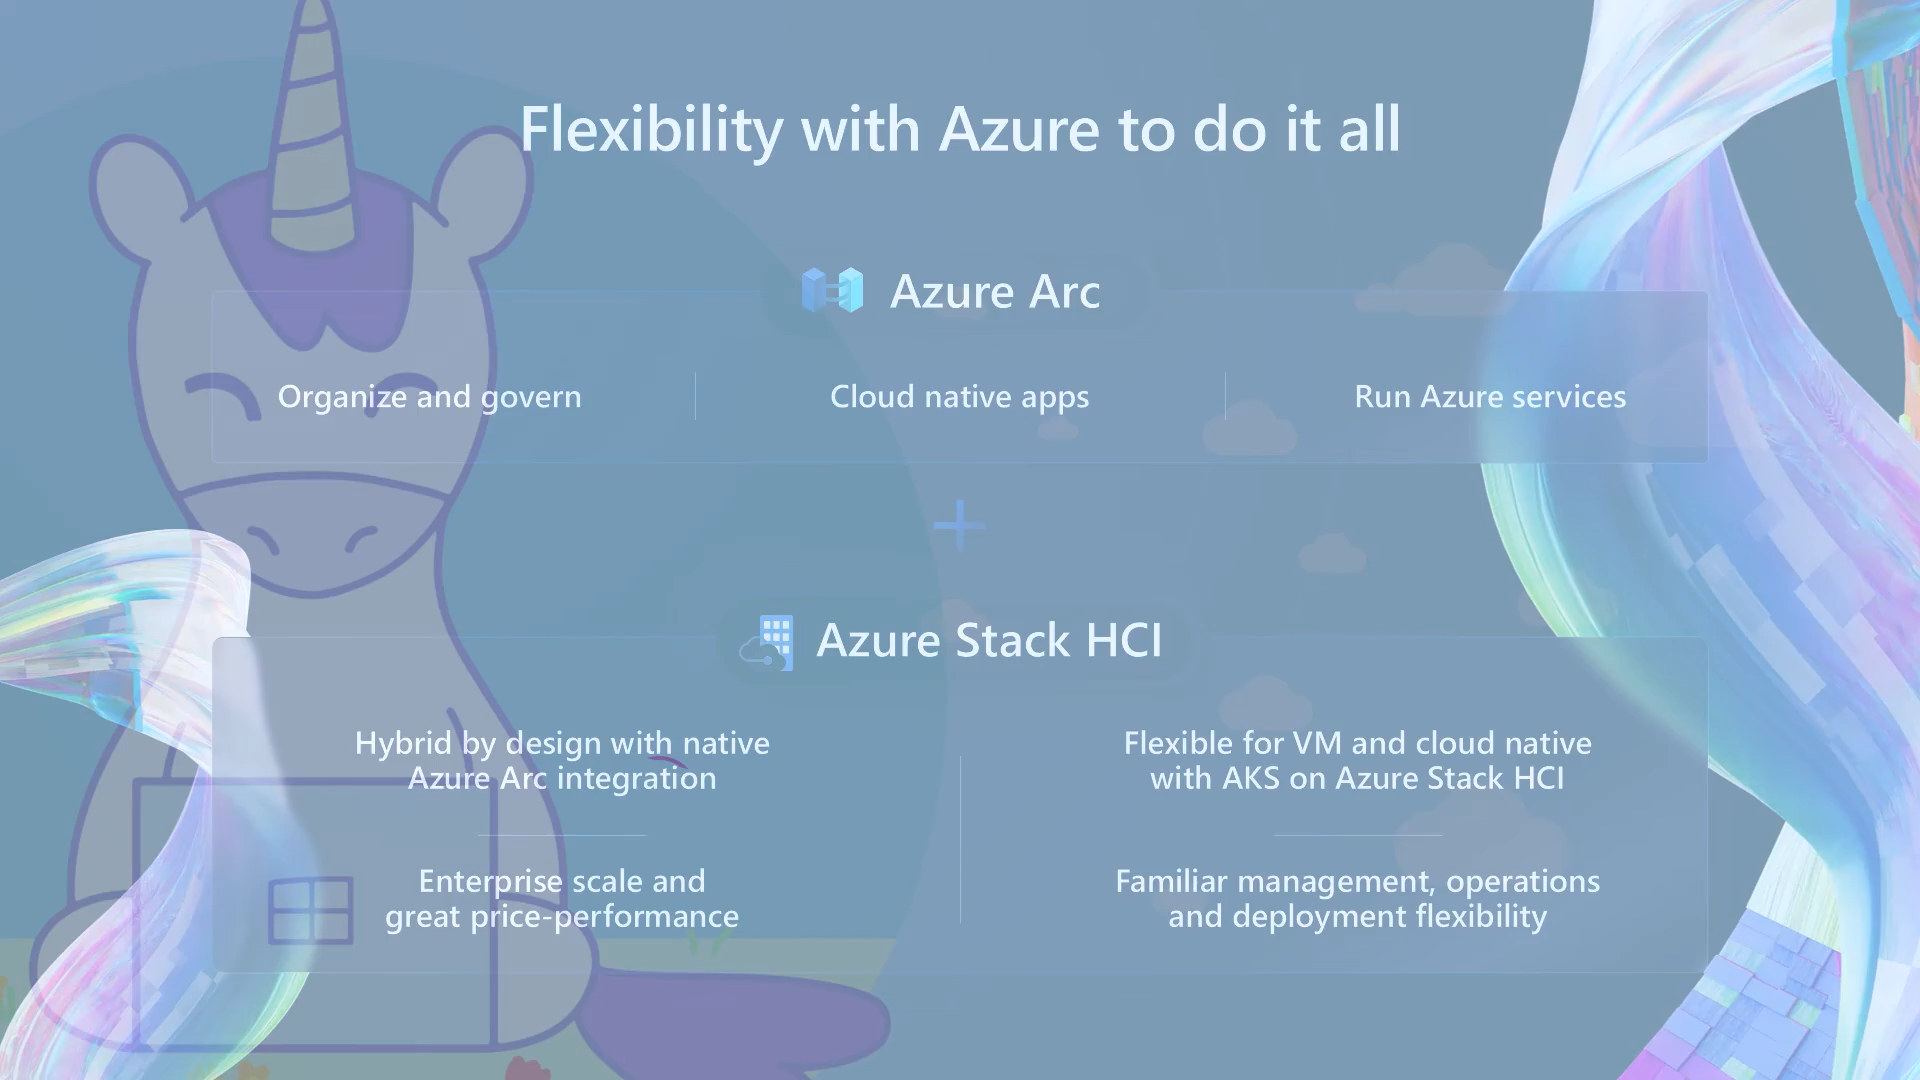 Flexibility with Azure to do it all
Azure Arc
Organize and govern
Cloud native apps
Run Azure services
+
Azure Stack HCI
Hybrid by design with native
Azure Arc integration
Enterprise scale and
great price-performance
Flexible for VM and cloud native
with AKS on Azure Stack HCI
Familiar management, operations
and deployment flexibility